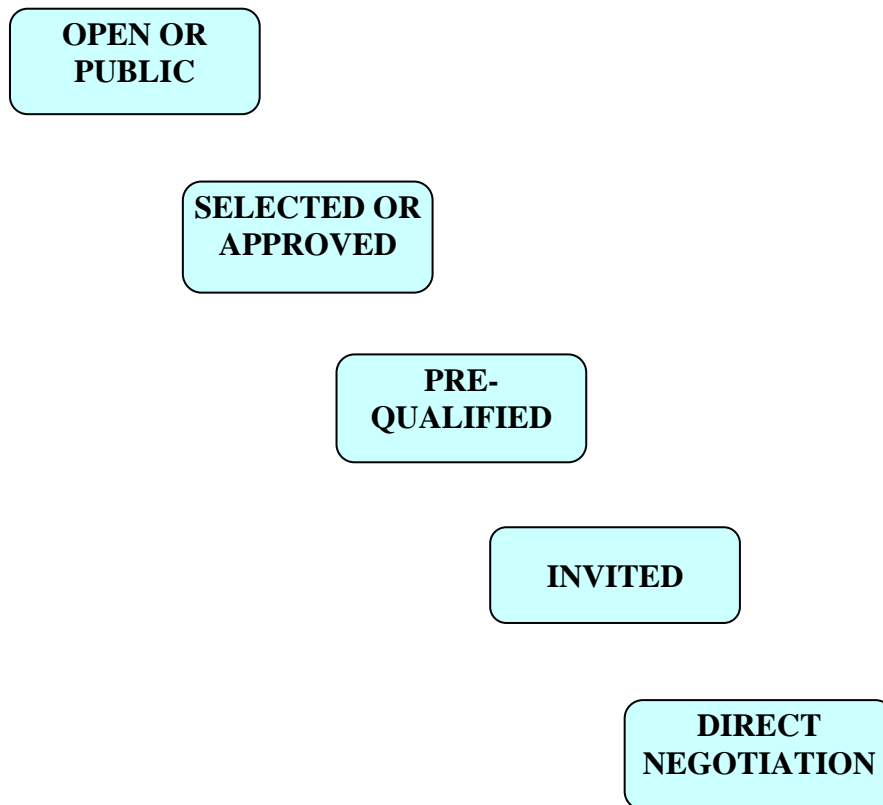 OPEN OR
PUBLIC
SELECTED OR
APPROVED
PRE-
QUALIFIED
INVITED
DIRECT
NEGOTIATION